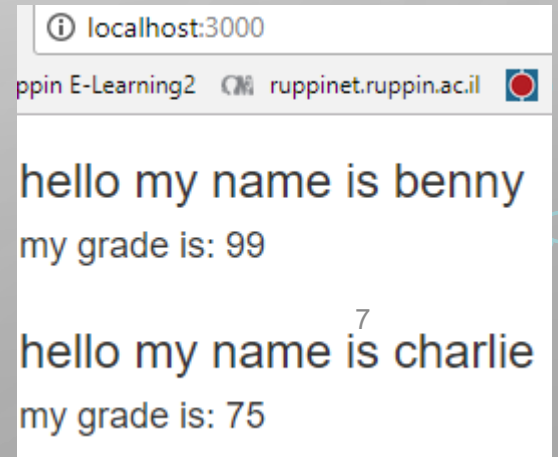 localhost:3000
ppin E-Learning2 ruppinet.ruppin.ac.il
hello my name is benny
my grade is: 99
7
hello my name is charlie
my grade is: 75